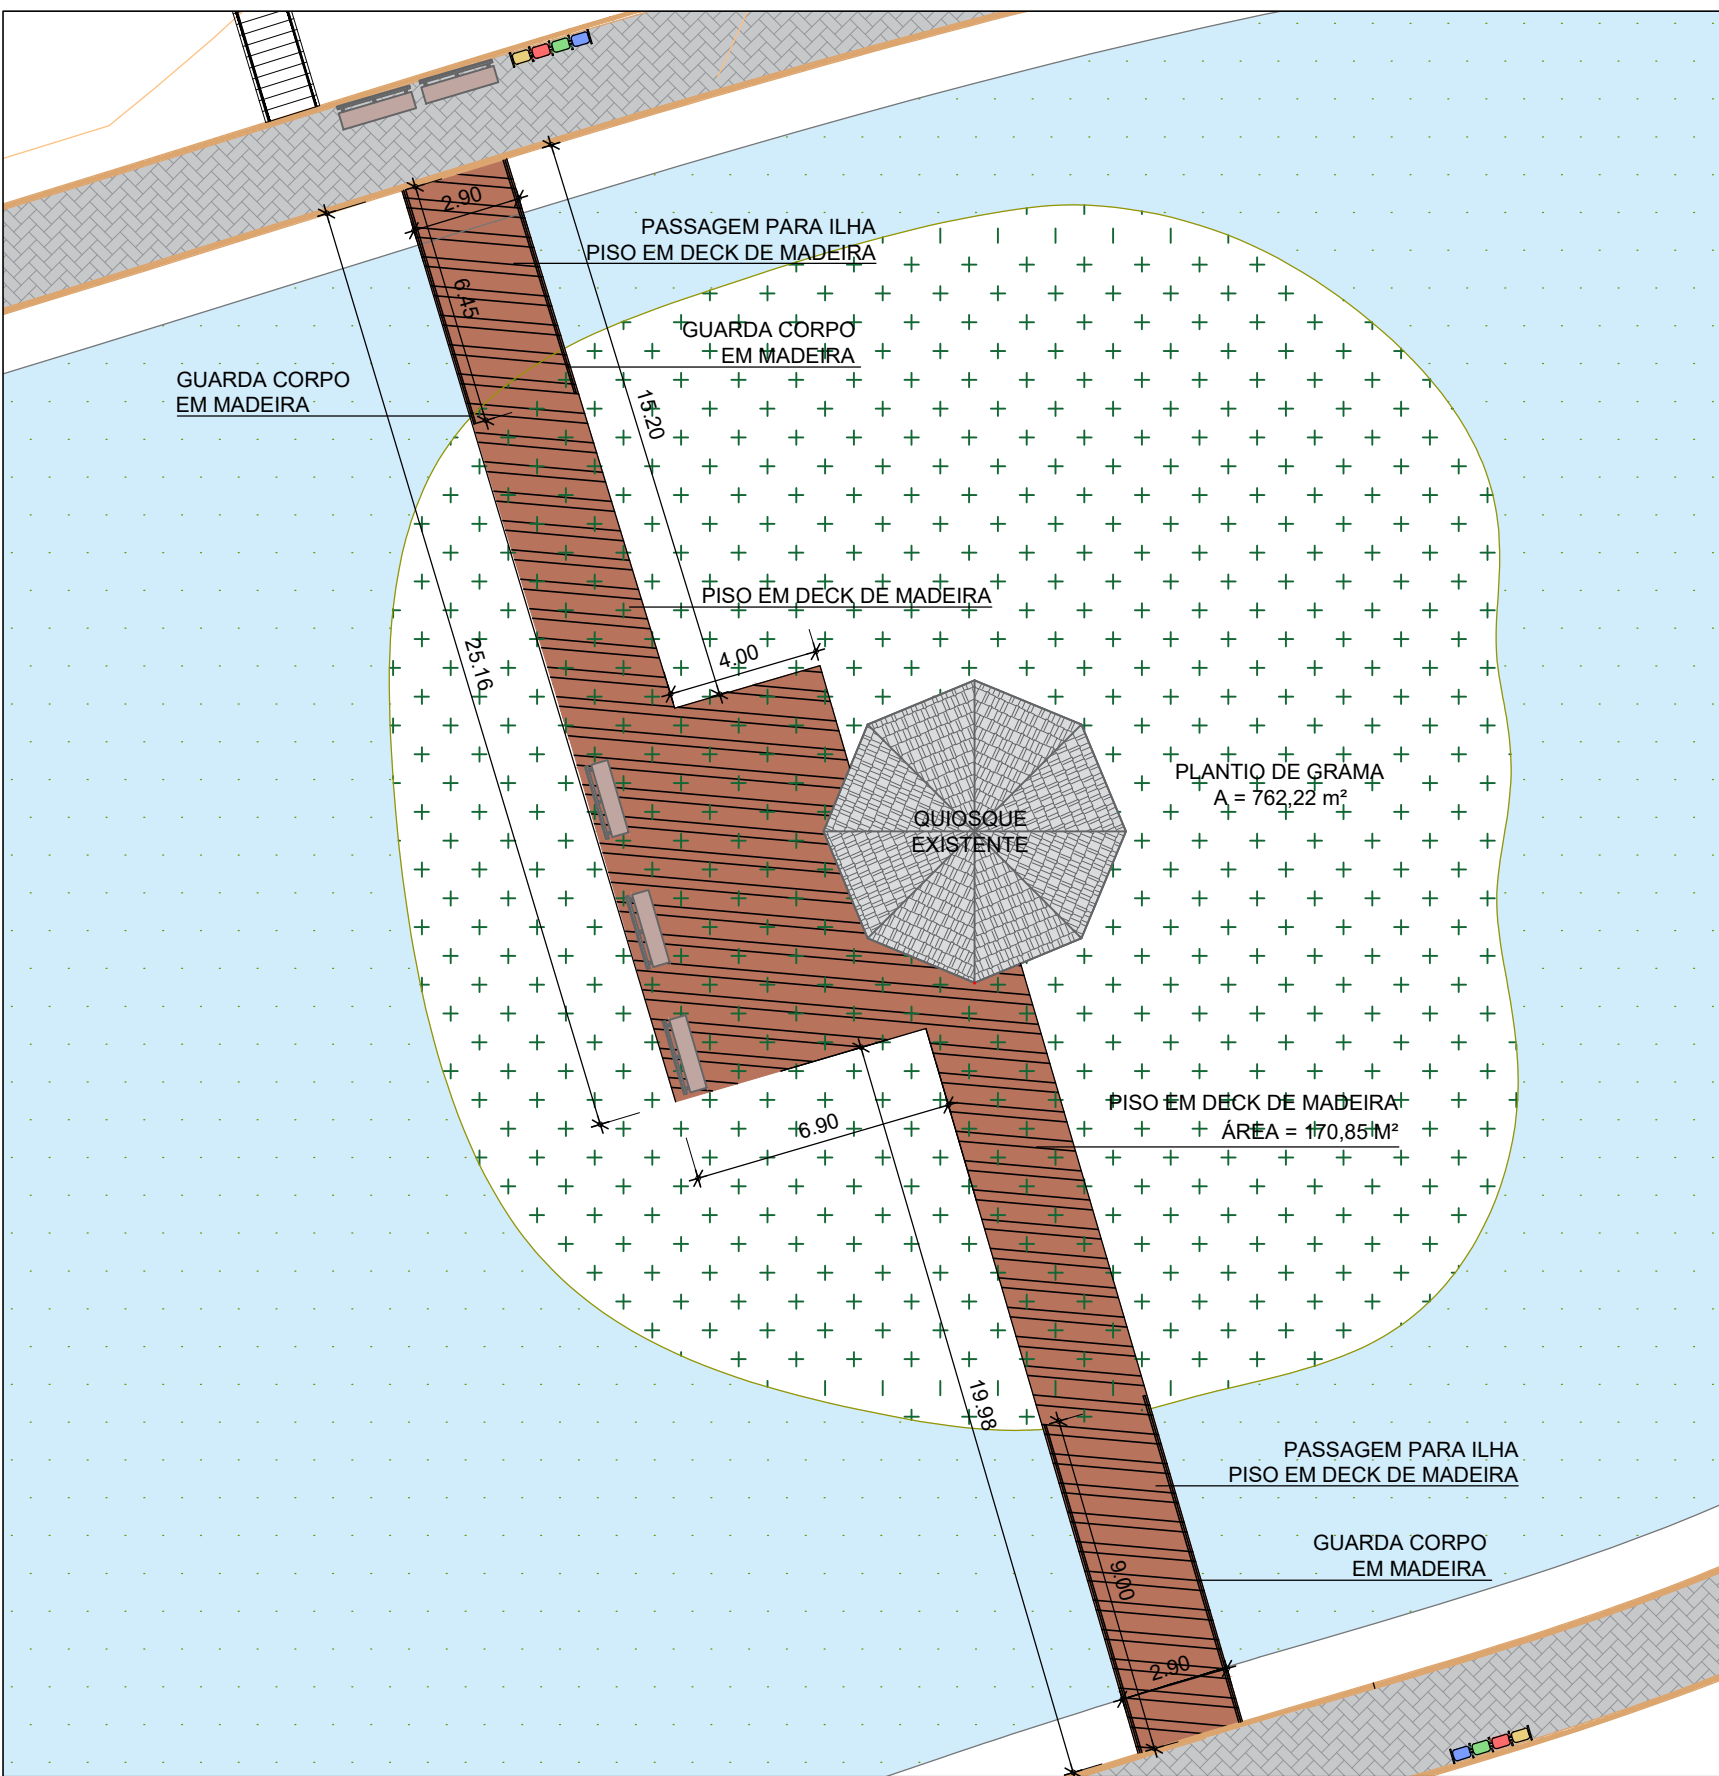 2.90
PASSAGEM PARA ILHA
PISO EM DECK DE MADEIRA
6.45
GUARDA CORPO
EM MADEIRA
GUARDA CORPO
EM MADEIRA
15.20
PISO EM DECK DE MADEIRA
25.16
4.00
PLANTIO DE GRAMA
A = 762,22 m²
QUIOSQUE
EXISTENTE
PISO EM DECK DE MADEIRA
ÁREA = 170,85 M²
6.90
19.98
PASSAGEM PARA ILHA
PISO EM DECK DE MADEIRA
GUARDA CORPO
EM MADEIRA
9.00
2.90